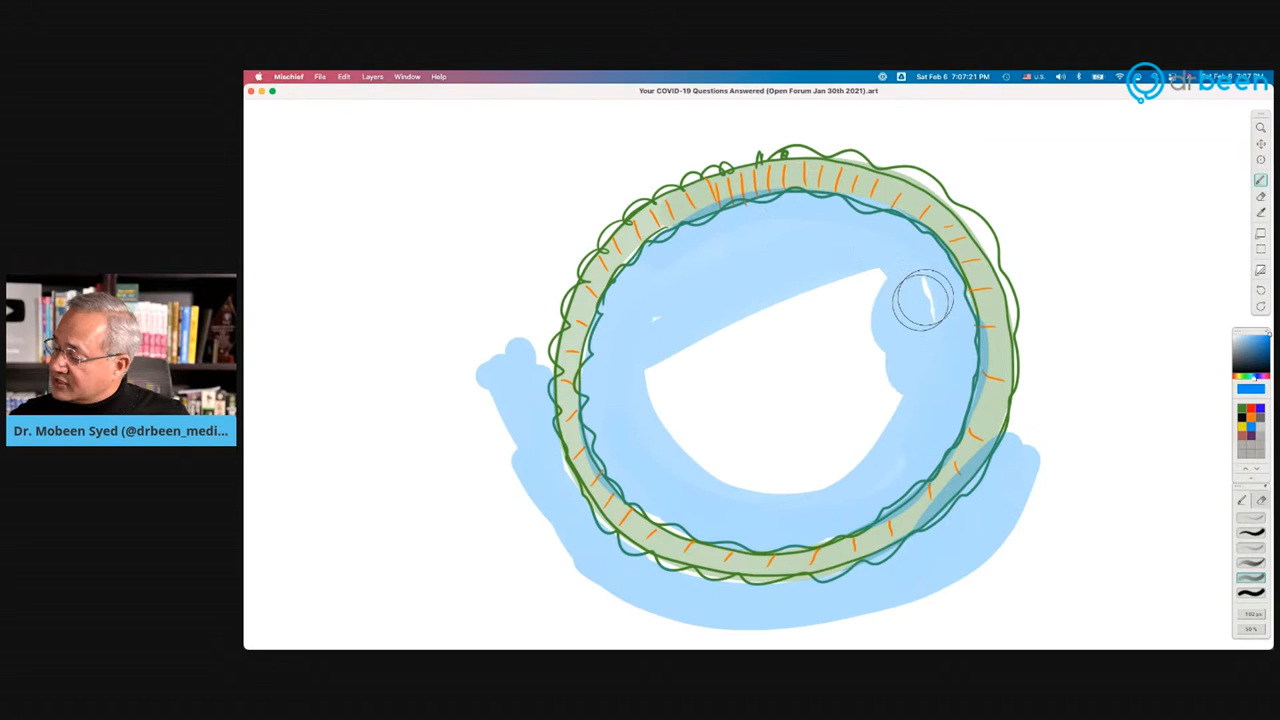 Mischief File Edit Layers Window Help
U.S. Sat Feb 6 7:07:21 PM
Your COVID-19 Questions Answered (Open Forum Jan 30th 2021).art
drbeen
Dr. Mobeen Syed (@drbeen_medi...
50 %